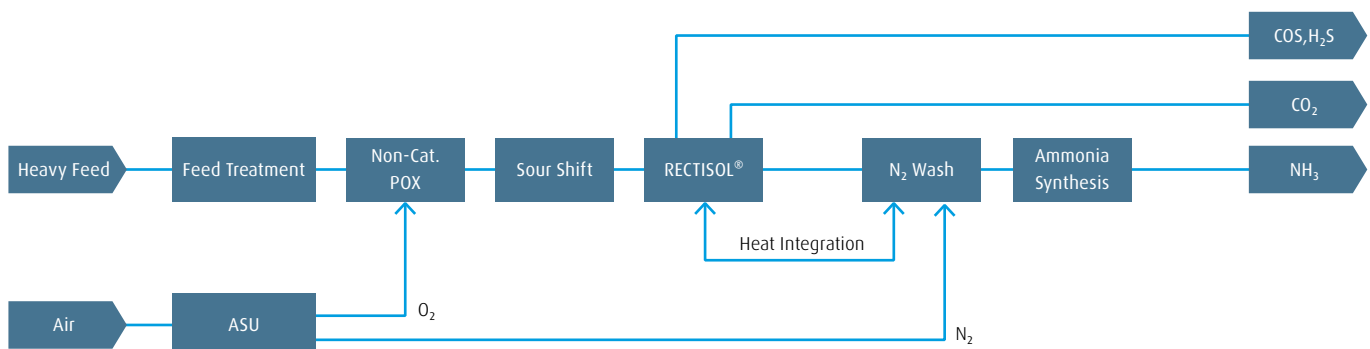 COS,H₂S
CO₂
Heavy Feed
Feed Treatment
Non-Cat.
POX
Sour Shift
RECTISOL®
N₂ Wash
Ammonia
Synthesis
NH₃
Heat Integration
Air
ASU
O₂
N₂